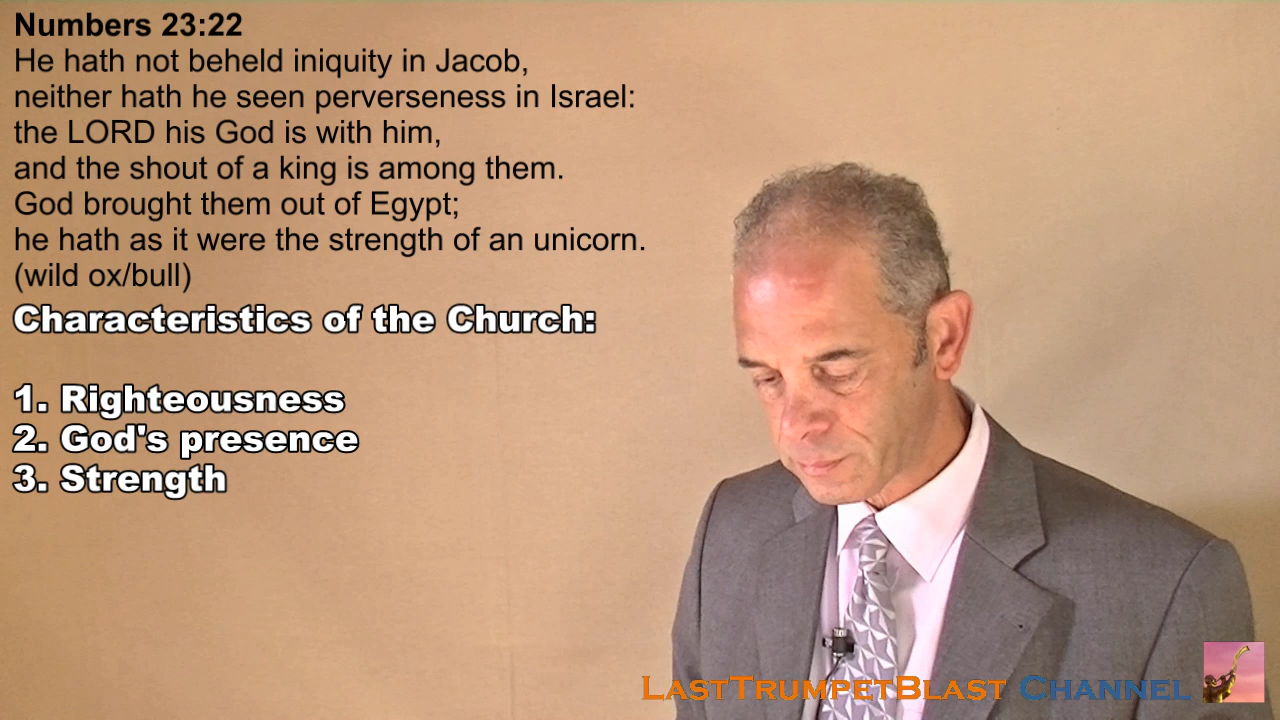 Numbers 23:22
He hath not beheld iniquity in Jacob,
neither hath he seen perverseness in Israel:
the LORD his God is with him,
and the shout of a king is among them.
God brought them out of Egypt;
he hath as it were the strength of an unicorn.
(wild ox/bull)
Characteristics of the Church:
1. Righteousness
2. God's presence
3. Strength
LastTrumpetBlast Channel